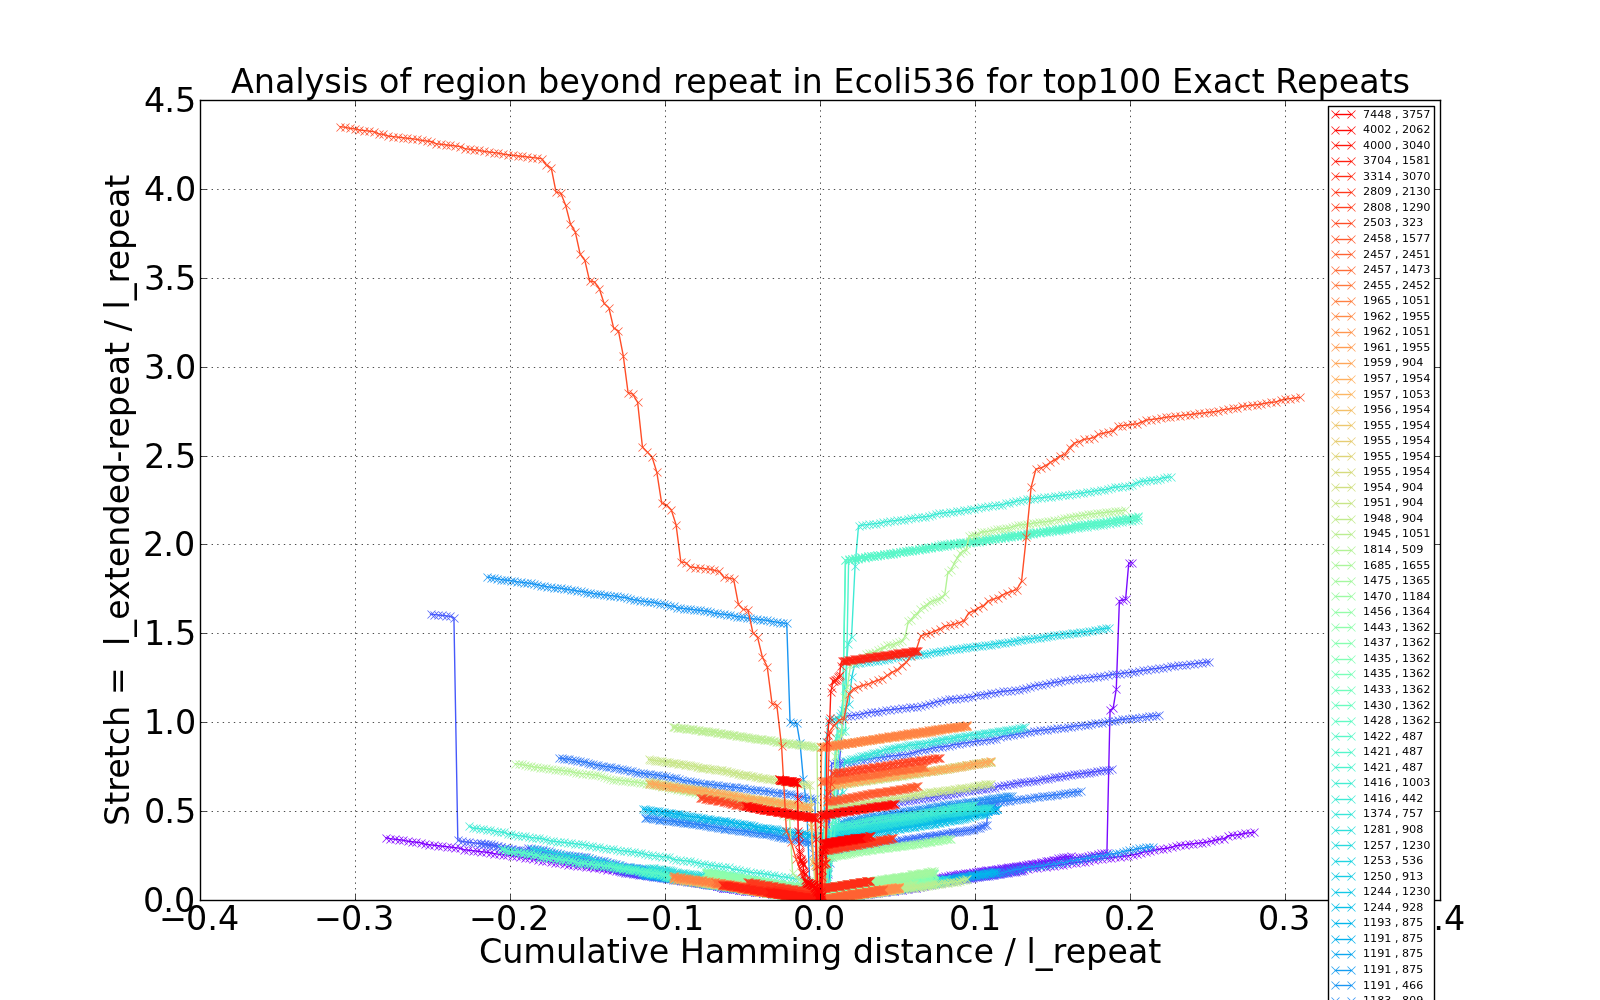 Analysis of region beyond repeat in Ecoli536 for top100 Exact Repeats
4.5
4.0
3.5
3.0
2.5
2.0
1.5
1.0
0.5
0.0
Stretch = l_extended-repeat / l_repeat
−0.4 −0.3 −0.2 −0.1 0.0 0.1 0.2 0.3 .4
Cumulative Hamming distance / l_repeat
7448 , 3757
4002 , 2062
4000 , 3040
3704 , 1581
3314 , 3070
2809 , 2130
2808 , 1290
2503 , 323
2458 , 1577
2457 , 2451
2457 , 1473
2455 , 2452
1965 , 1051
1962 , 1955
1962 , 1051
1961 , 1955
1959 , 904
1957 , 1954
1957 , 1053
1956 , 1954
1955 , 1954
1955 , 1954
1955 , 904
1955 , 1954
1954 , 904
1951 , 904
1948 , 904
1945 , 1051
1814 , 509
1685 , 1655
1475 , 1365
1470 , 1184
1456 , 1364
1443 , 1362
1437 , 1362
1435 , 1362
1435 , 1362
1433 , 1362
1430 , 1362
1428 , 1362
1422 , 487
1421 , 487
1421 , 487
1416 , 1003
1416 , 442
1374 , 757
1281 , 908
1257 , 1230
1253 , 536
1250 , 913
1244 , 1230
1244 , 928
1193 , 875
1191 , 875
1191 , 875
1191 , 875
1191 , 466
1183 , 809